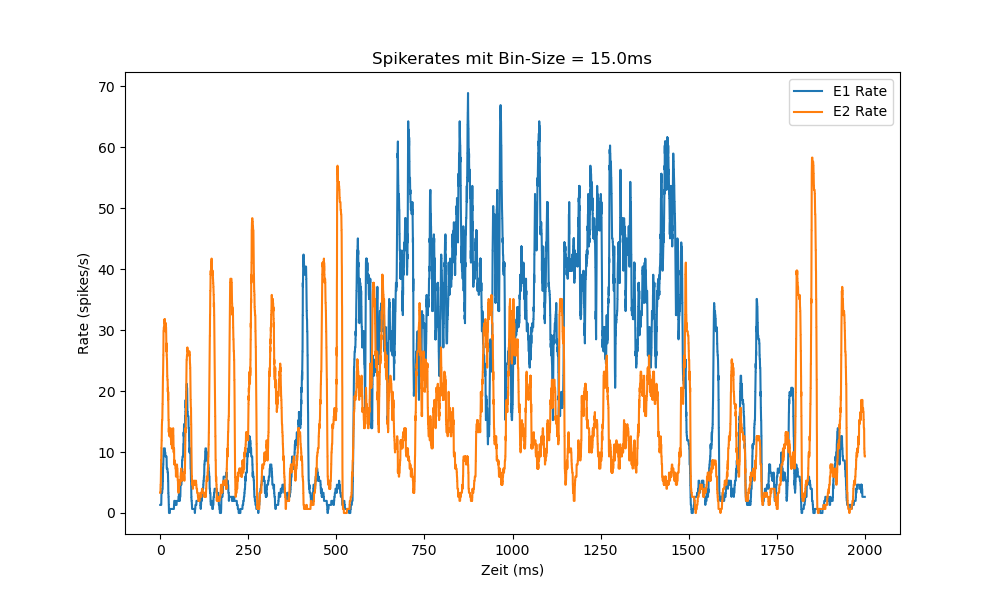 Spikerates mit Bin-Size = 15.0ms
E1 Rate
E2 Rate
Rate (spikes/s)
70
60
50
40
30
20
10
0
0 250 500 750 1000 1250 1500 1750 2000
Zeit (ms)